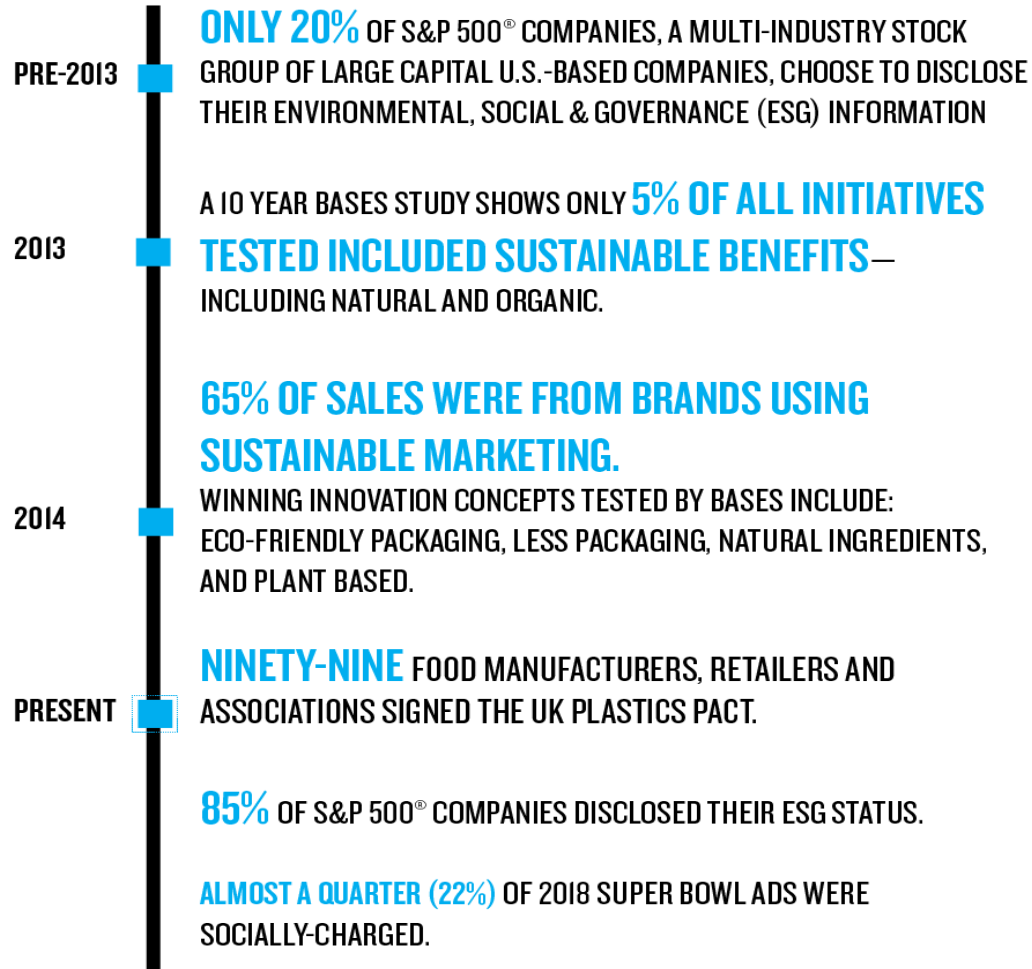 ONLY 20% OF S&P 500® COMPANIES, A MULTI-INDUSTRY STOCK
PRE-2013
GROUP OF LARGE CAPITAL U.S.-BASED COMPANIES, CHOOSE TO DISCLOSE
THEIR ENVIRONMENTAL, SOCIAL & GOVERNANCE (ESG) INFORMATION
A 10 YEAR BASES STUDY SHOWS ONLY 5% OF ALL INITIATIVES
2013
TESTED INCLUDED SUSTAINABLE BENEFITS—
INCLUDING NATURAL AND ORGANIC.
65% OF SALES WERE FROM BRANDS USING
SUSTAINABLE MARKETING.
WINNING INNOVATION CONCEPTS TESTED BY BASES INCLUDE:
2014
ECO-FRIENDLY PACKAGING, LESS PACKAGING, NATURAL INGREDIENTS,
AND PLANT BASED.
NINETY-NINE FOOD MANUFACTURERS, RETAILERS AND
PRESENT
ASSOCIATIONS SIGNED THE UK PLASTICS PACT.
85% OF S&P 500® COMPANIES DISCLOSED THEIR ESG STATUS.
ALMOST A QUARTER (22%) OF 2018 SUPER BOWL ADS WERE
SOCIALLY-CHARGED.